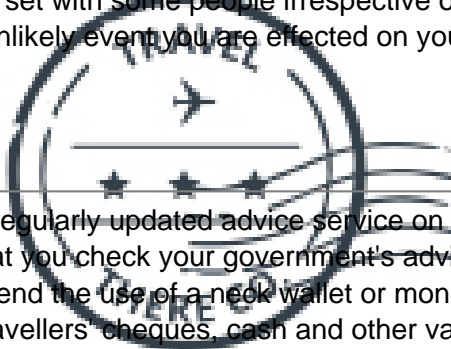 set with some people irrespective o
nlikely event you are effected on you
TRAVEL
egularly updated advice service on
at you check your government's advi
end the use of a neck wallet or mon
THERE CO.
avellers' cheques, cash and other va